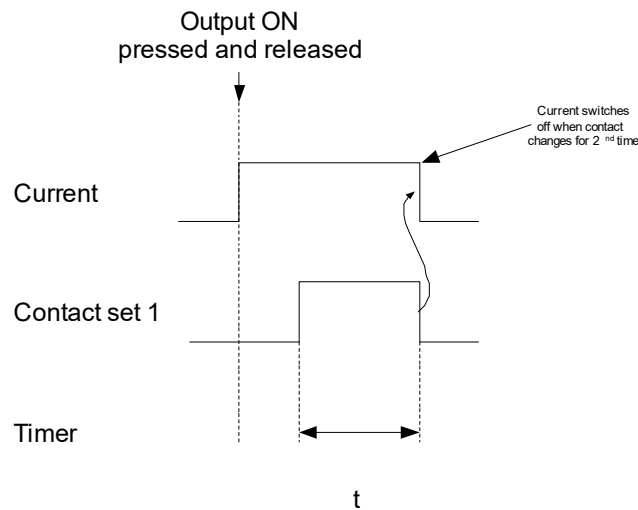 Output ON
pressed and released
Current switches
off when contact
changes for 2 nd time
Current
Contact set 1
Timer
t